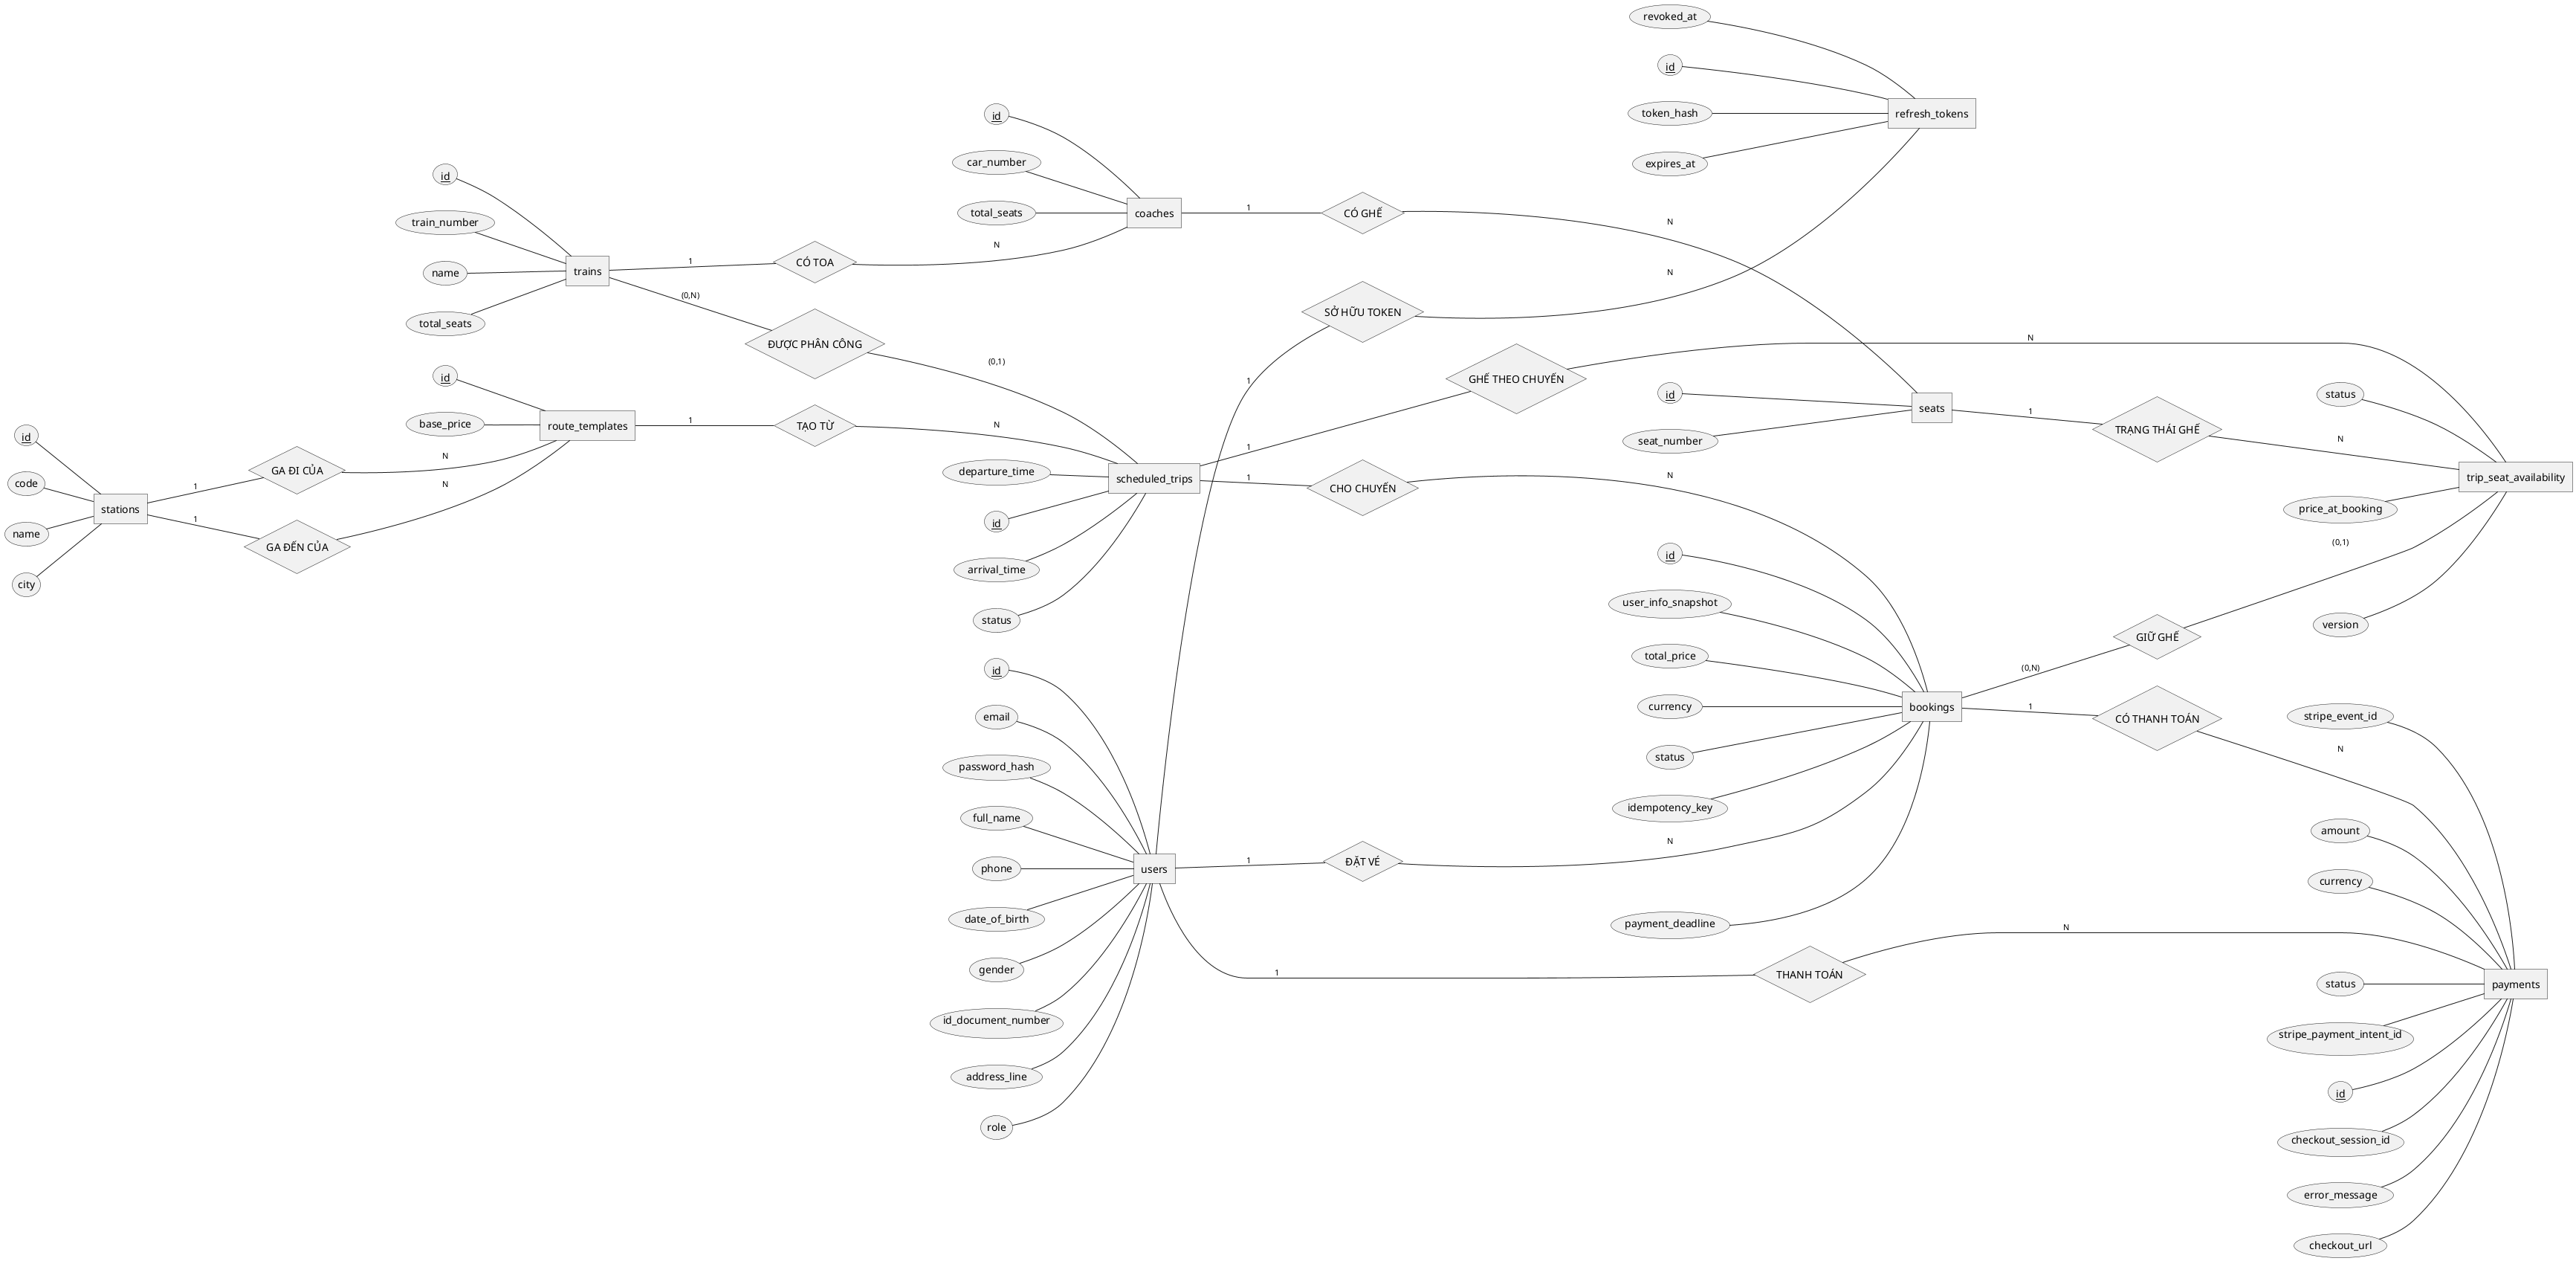 revoked_at
id
token_hash
refresh_tokens
expires_at
id
car_number
total_seats
coaches
1
CÓ GHẾ
N
id
train_number
name
total_seats
trains
1
CÓ TOA
N
(0,N)
ĐƯỢC PHÂN CÔNG
(0,1)
1
SỞ HỮU TOKEN
N
GHẾ THEO CHUYẾN
1
N
id
seat_number
seats
1
TRẠNG THÁI GHẾ
N
status
trip_seat_availability
price_at_booking
(0,1)
version
id
base_price
route_templates
1
TẠO TỪ
N
id
code
name
city
stations
1
GA ĐI CỦA
N
1
GA ĐẾN CỦA
N
departure_time
id
arrival_time
status
scheduled_trips
1
CHO CHUYẾN
N
id
user_info_snapshot
total_price
currency
status
idempotency_key
payment_deadline
bookings
(0,N)
GIỮ GHẾ
1
CÓ THANH TOÁN
N
id
email
password_hash
full_name
phone
date_of_birth
gender
id_document_number
address_line
role
users
1
ĐẶT VÉ
N
1
THANH TOÁN
N
stripe_event_id
amount
currency
status
stripe_payment_intent_id
id
checkout_session_id
error_message
checkout_url
payments